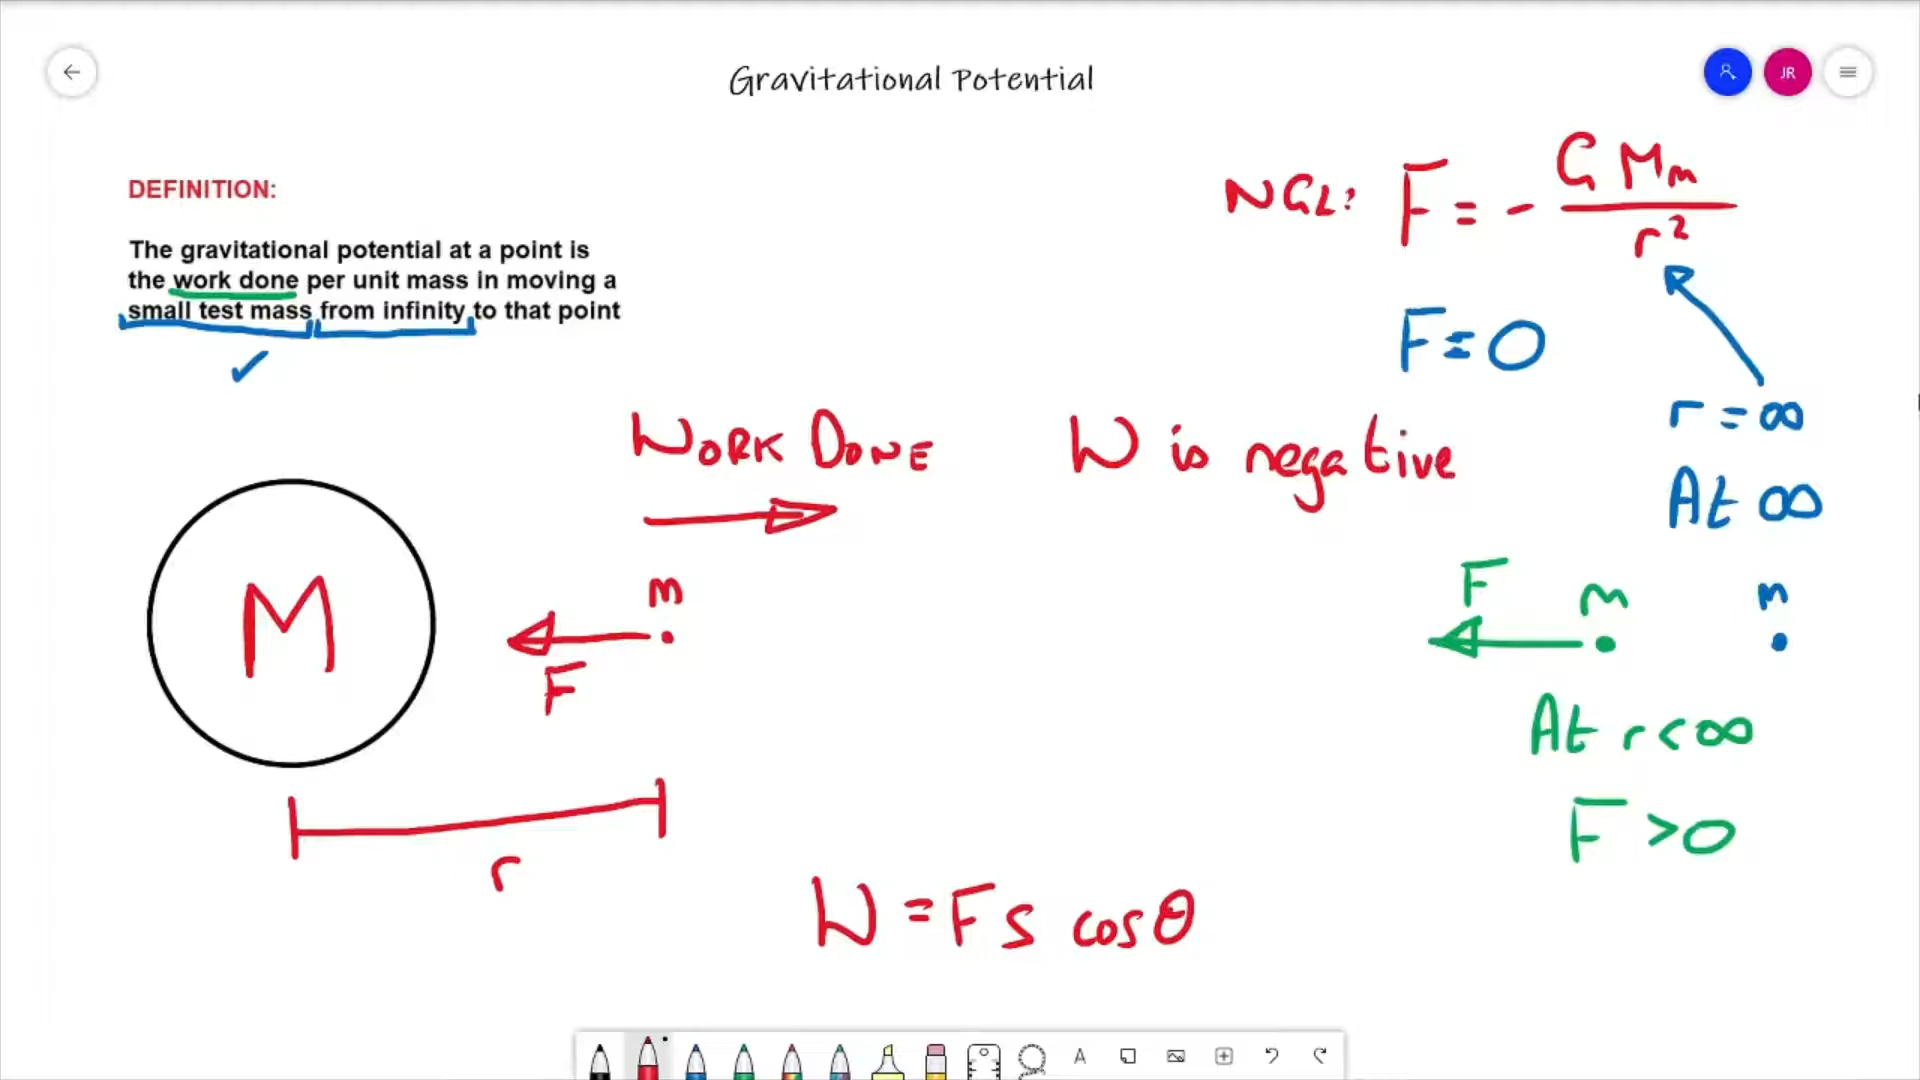 Gravitational Potential
JR
DEFINITION:
The gravitational potential at a point is
the work done per unit mass in moving a
small test mass from infinity to that point
NGL: F = - GMm
r²
F = 0
r = ∞
At ∞
WORK DONE
W is negative
M
m
F
r
F
m
m
At r < ∞
F > 0
W = Fs cosθ
A